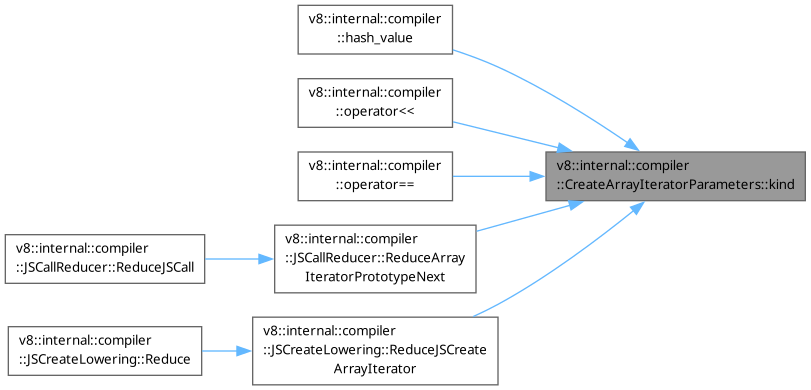 v8::internal::compiler
::hash_value
v8::internal::compiler
::operator<<
v8::internal::compiler
::CreateArrayIteratorParameters::kind
v8::internal::compiler
::operator==
v8::internal::compiler
::JSCallReducer::ReduceArray
IteratorPrototypeNext
v8::internal::compiler
::JSCallReducer::ReduceJSCall
v8::internal::compiler
::JSCreateLowering::ReduceJSCreate
ArrayIterator
v8::internal::compiler
::JSCreateLowering::Reduce